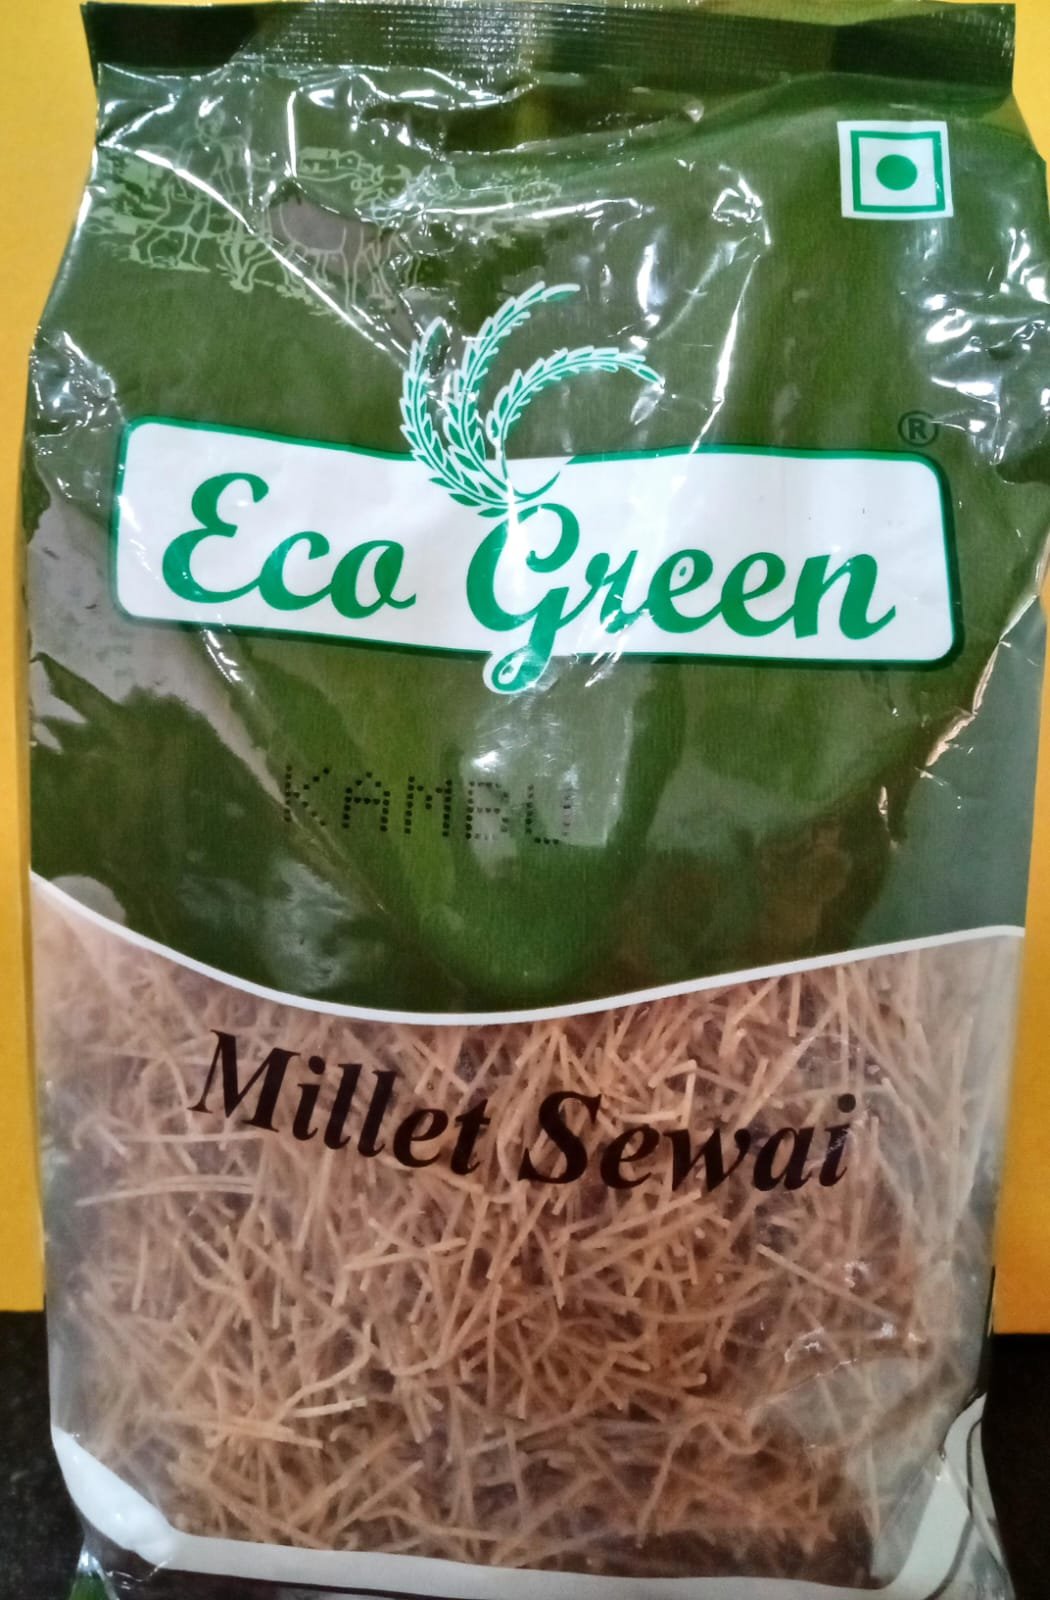 ®
Eco Green
KAMBU
Millet Sewai